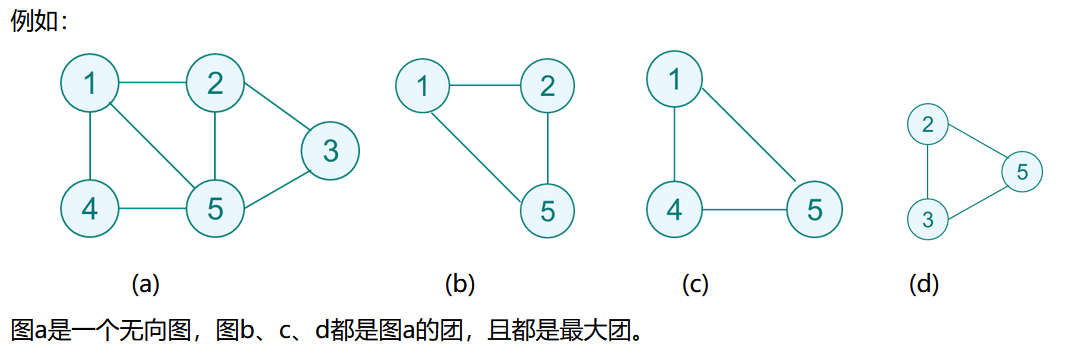 例如：
1 2 1 2 1 2
3 5
4 5 5 4 5 3
(a) (b) (c) (d)
图a是一个无向图，图b、c、d都是图a的团，且都是最大团。